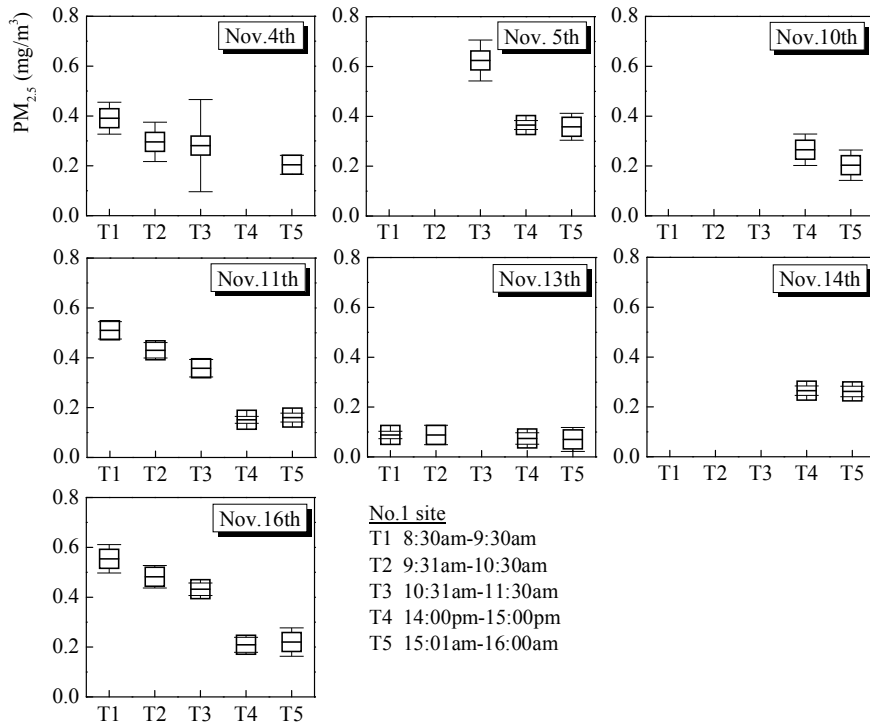 PM2.5 (mg/m3)
0.8
0.6
0.4
0.2
0.0
Nov.4th
T1 T2 T3 T4 T5
0.8
0.6
0.4
0.2
0.0
Nov. 5th
T1 T2 T3 T4 T5
0.8
0.6
0.4
0.2
0.0
Nov.10th
T1 T2 T3 T4 T5
0.8
0.6
0.4
0.2
0.0
Nov.11th
T1 T2 T3 T4 T5
0.8
0.6
0.4
0.2
0.0
Nov.13th
T1 T2 T3 T4 T5
0.8
0.6
0.4
0.2
0.0
Nov.14th
T1 T2 T3 T4 T5
0.8
0.6
0.4
0.2
0.0
Nov.16th
T1 T2 T3 T4 T5
No.1 site
T1 8:30am-9:30am
T2 9:31am-10:30am
T3 10:31am-11:30am
T4 14:00pm-15:00pm
T5 15:01am-16:00am